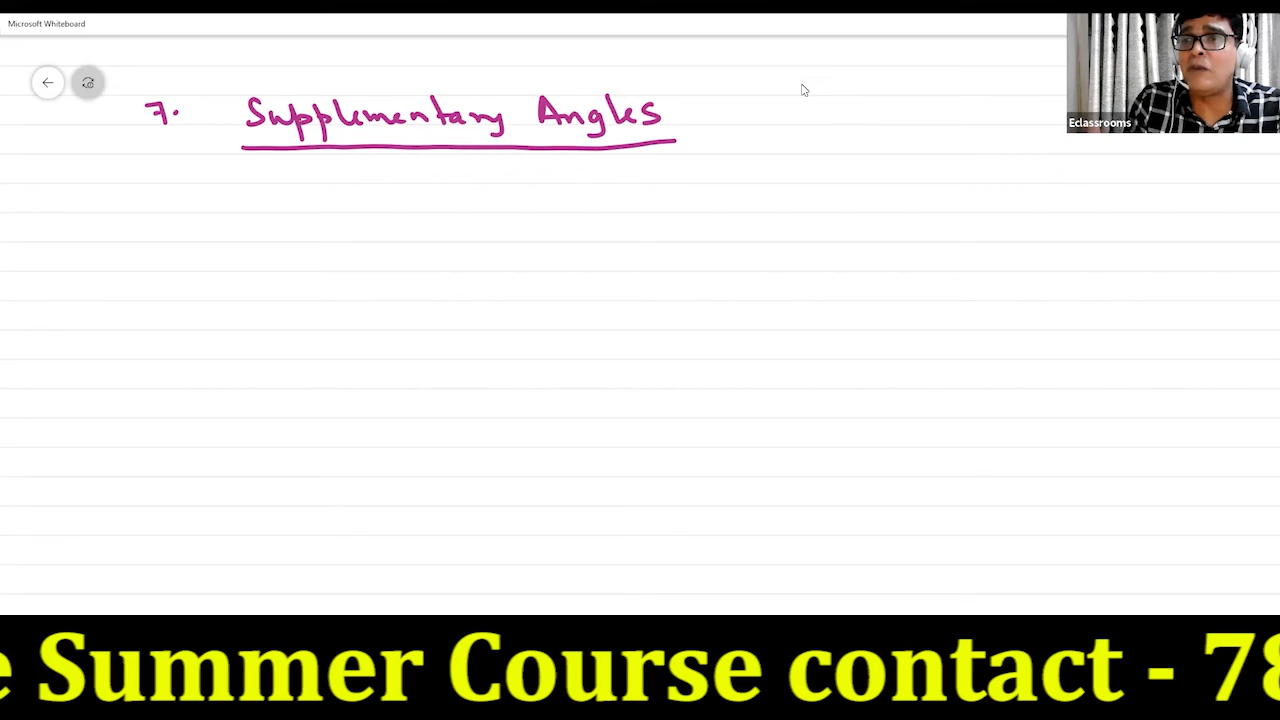 Microsoft Whiteboard
7. Supplementary Angles
Eclassrooms
e Summer Course contact - 78